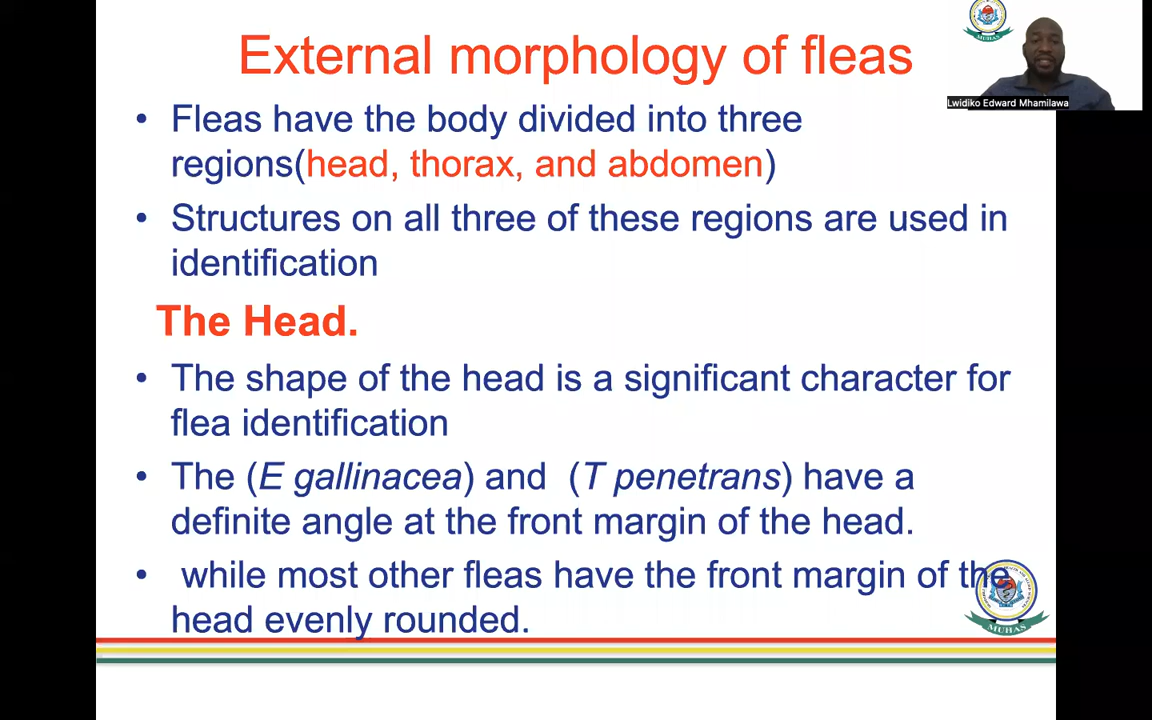 External morphology of fleas
MUHAS
Lwidiko Edward Mhamilawa
• Fleas have the body divided into three
regions(head, thorax, and abdomen)
• Structures on all three of these regions are used in
identification
The Head.
• The shape of the head is a significant character for
flea identification
• The (E gallinacea) and (T penetrans) have a
definite angle at the front margin of the head.
• while most other fleas have the front margin of the
head evenly rounded.
MUHAS